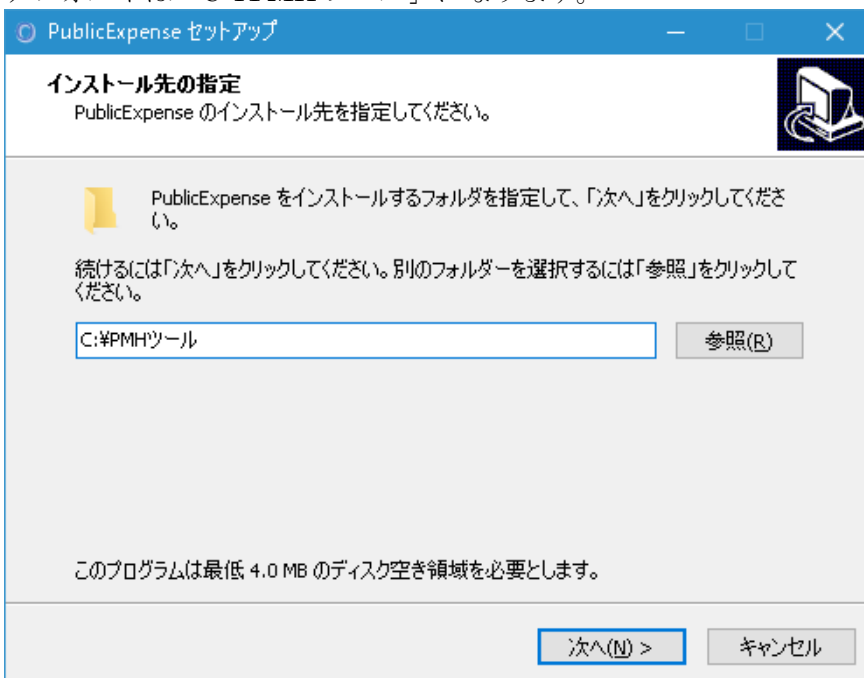 PublicExpense セットアップ
インストール先の指定
PublicExpense のインストール先を指定してください。
PublicExpense をインストールするフォルダを指定して、「次へ」をクリックしてくださ
い。
続けるには「次へ」をクリックしてください。別のフォルダーを選択するには「参照」をクリックして
ください。
C:¥PMHツール
参照(R)
このプログラムは最低 4.0 MB のディスク空き領域を必要とします。
次へ(N) >
キャンセル